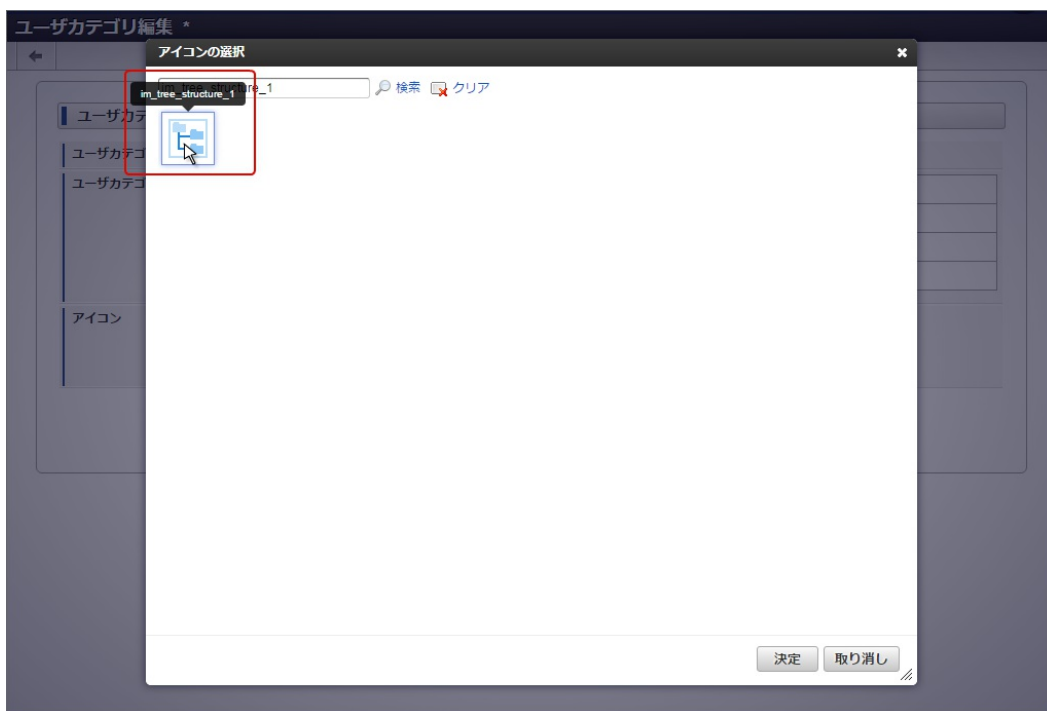 ユーザカテゴリ編集 *
アイコンの選択
im_tree_structure_1 検索 クリア
im_tree_structure_1
ユーザカテ
ユーザカテゴ
ユーザカテゴ
アイコン
決定 取り消し